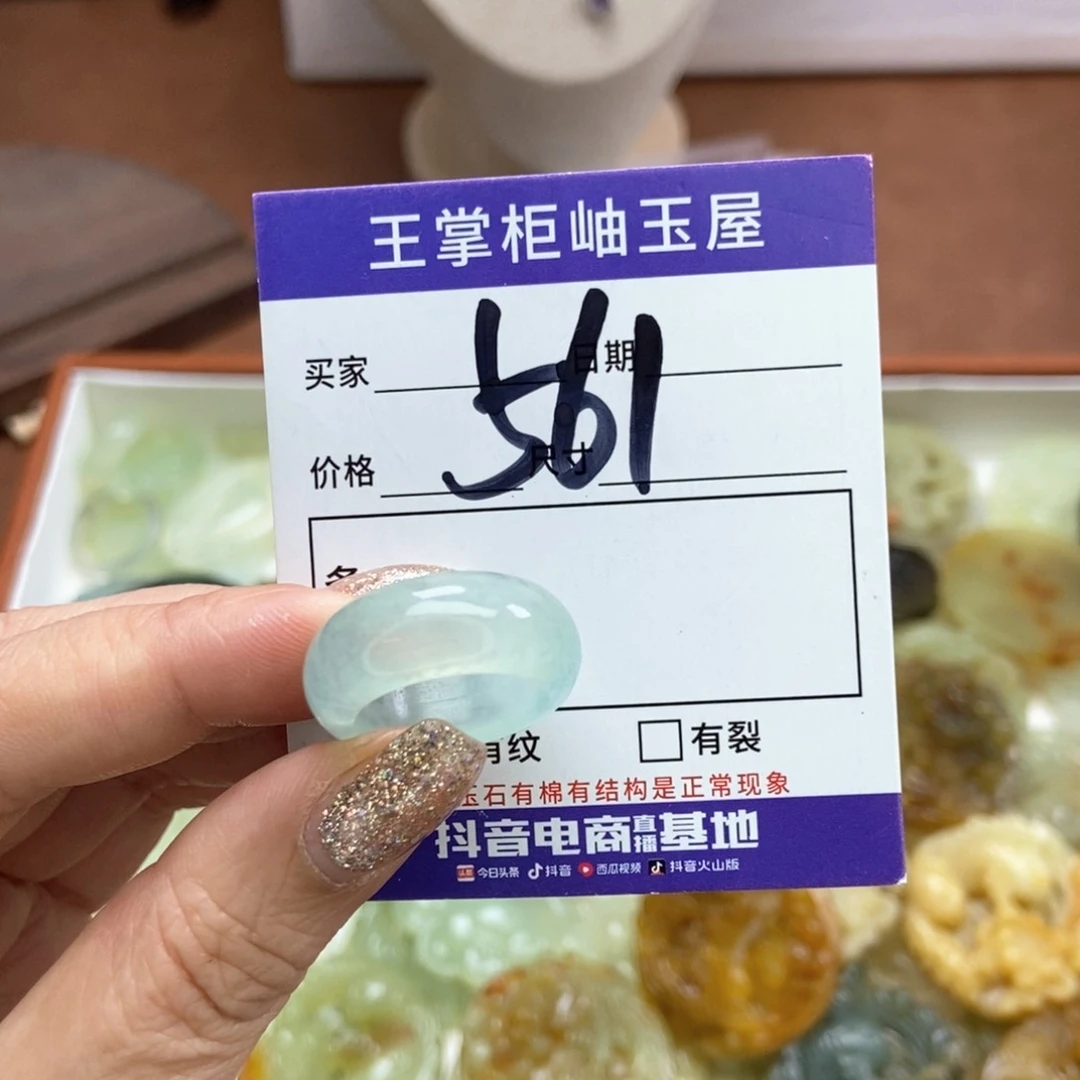 王掌柜岫玉屋
561
买家 日期
价格 尺寸
有纹 有裂
玉石有棉有结构是正常现象
抖音电商直播基地
头条 今日头条 抖音 西瓜视频 抖音火山版